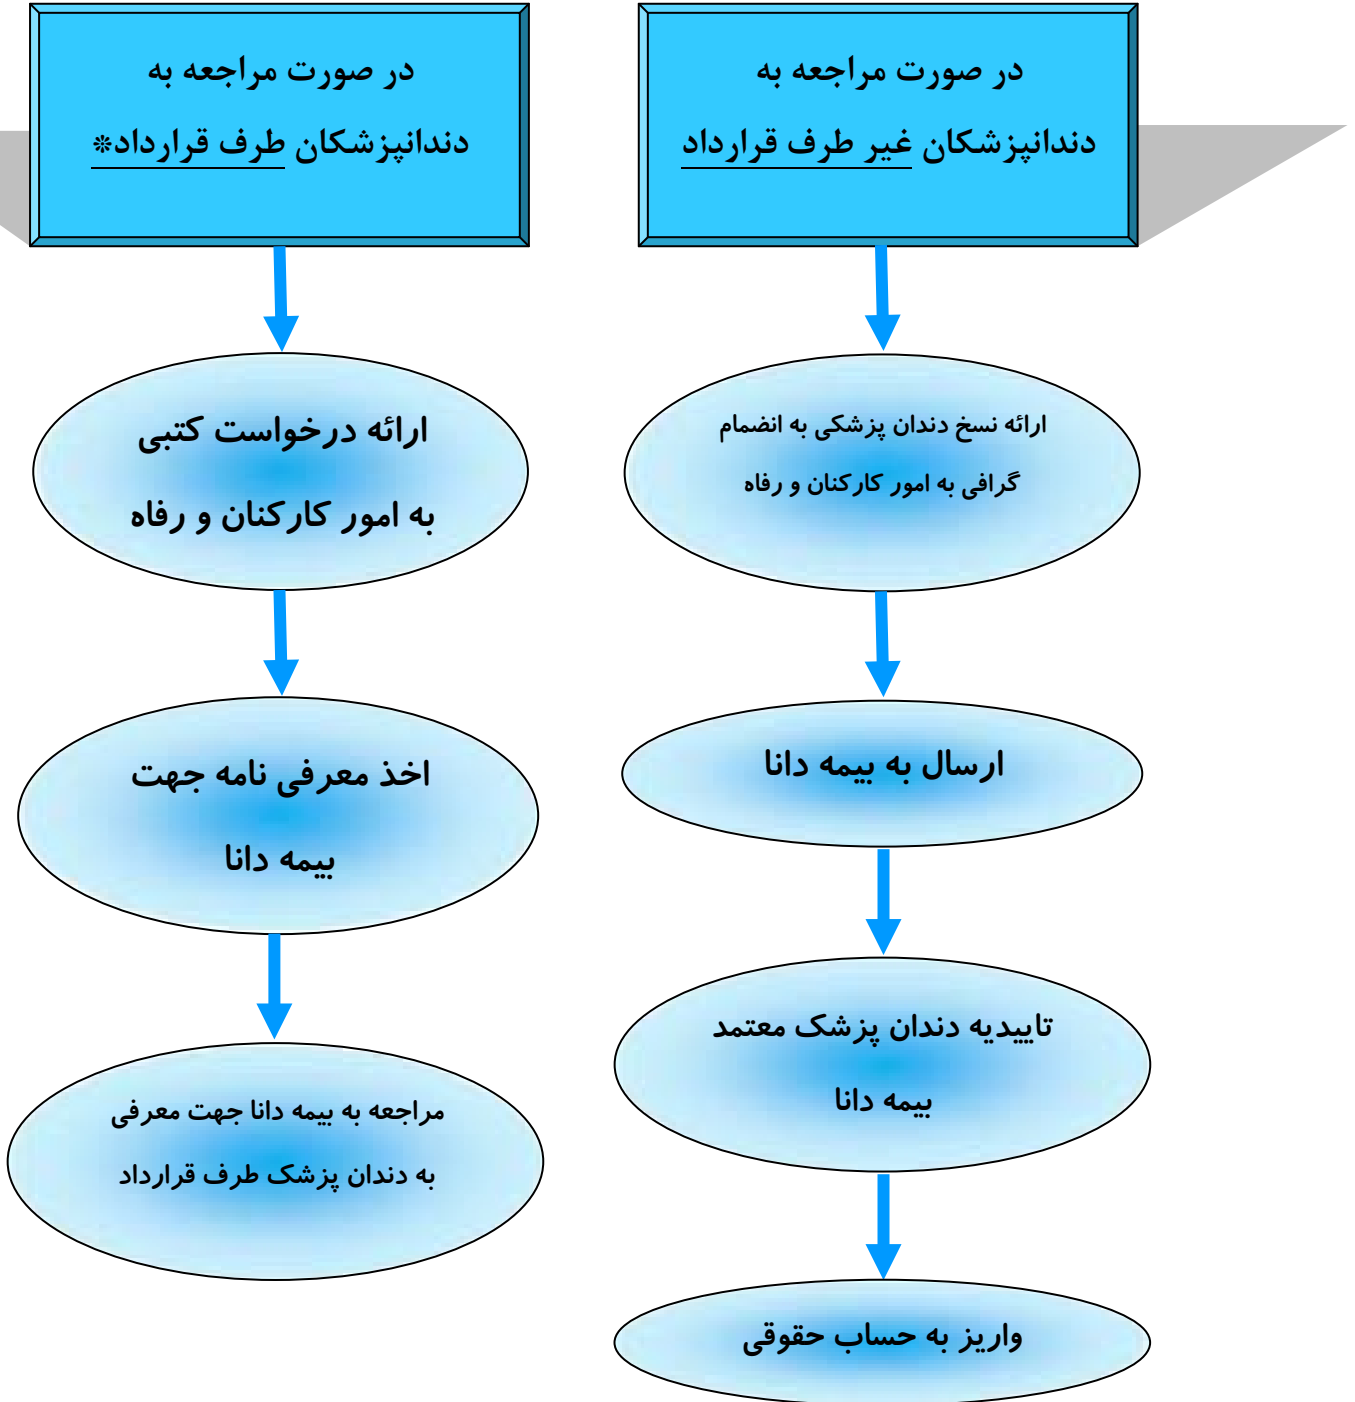 در صورت مراجعه به
دندانپزشکان غیر طرف قرارداد
ارائه نسخ دندان پزشکی به انضمام
گرافی به امور کارکنان و رفاه
ارسال به بیمه دانا
تاییدیه دندان پزشک معتمد
بیمه دانا
واریز به حساب حقوقی
در صورت مراجعه به
دندانپزشکان طرف قرارداد*
ارائه درخواست کتبی
به امور کارکنان و رفاه
اخذ معرفی نامه جهت
بیمه دانا
مراجعه به بیمه دانا جهت معرفی
به دندان پزشک طرف قرارداد